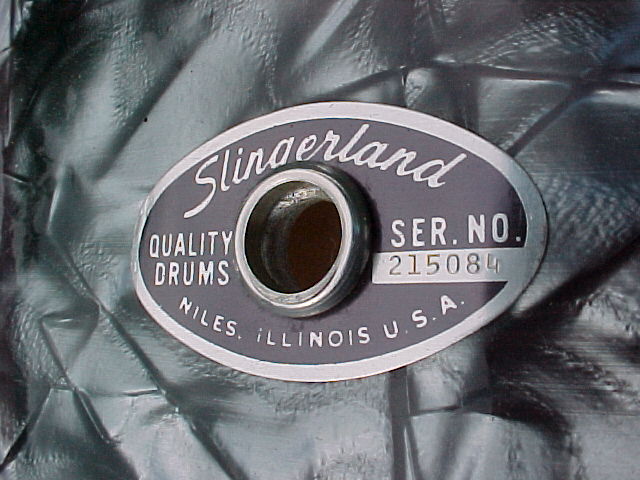 Slingerland
QUALITY
DRUMS
SER. NO.
215084
NILES, ILLINOIS U.S.A.